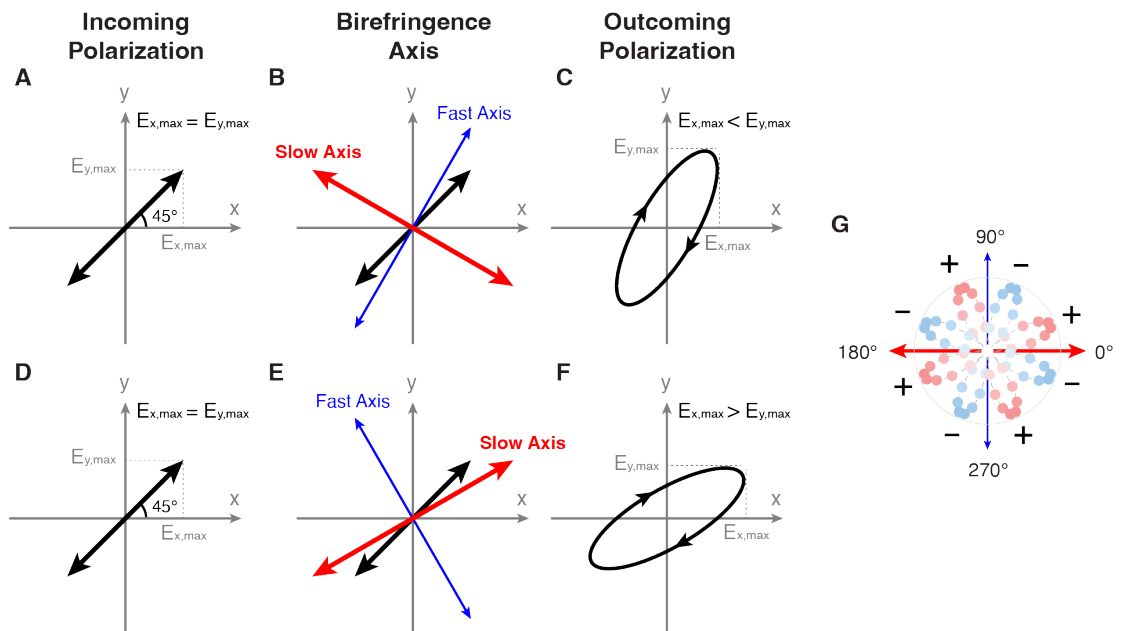 Incoming
Polarization
Birefringence
Axis
Outcoming
Polarization
A
y
Ex,max = Ey,max
Ey,max
45°
x
Ex,max
B
y
Fast Axis
Slow Axis
x
C
y
Ex,max < Ey,max
Ey,max
x
Ex,max
D
y
Ex,max = Ey,max
Ey,max
45°
x
Ex,max
E
y
Fast Axis
Slow Axis
x
F
y
Ex,max > Ey,max
Ey,max
x
Ex,max
G
90°
+ −
− +
180° 0°
+ −
− +
270°